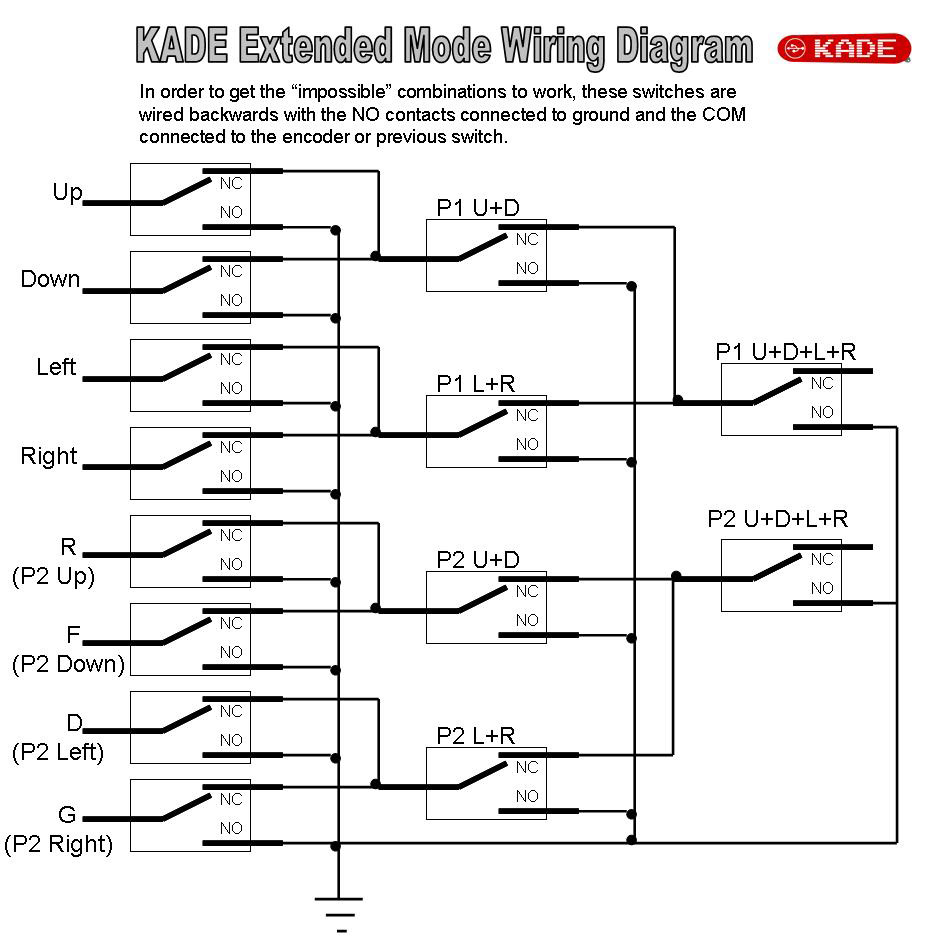 KADE Extended Mode Wiring Diagram
KADE
In order to get the “impossible” combinations to work, these switches are
wired backwards with the NO contacts connected to ground and the COM
connected to the encoder or previous switch.
Up
NC
NO
P1 U+D
NC
NO
Down
NC
NO
Left
NC
NO
P1 L+R
NC
NO
P1 U+D+L+R
NC
NO
Right
NC
NO
R
(P2 Up)
NC
NO
P2 U+D
NC
NO
P2 U+D+L+R
NC
NO
F
(P2 Down)
NC
NO
D
(P2 Left)
NC
NO
P2 L+R
NC
NO
G
(P2 Right)
NC
NO